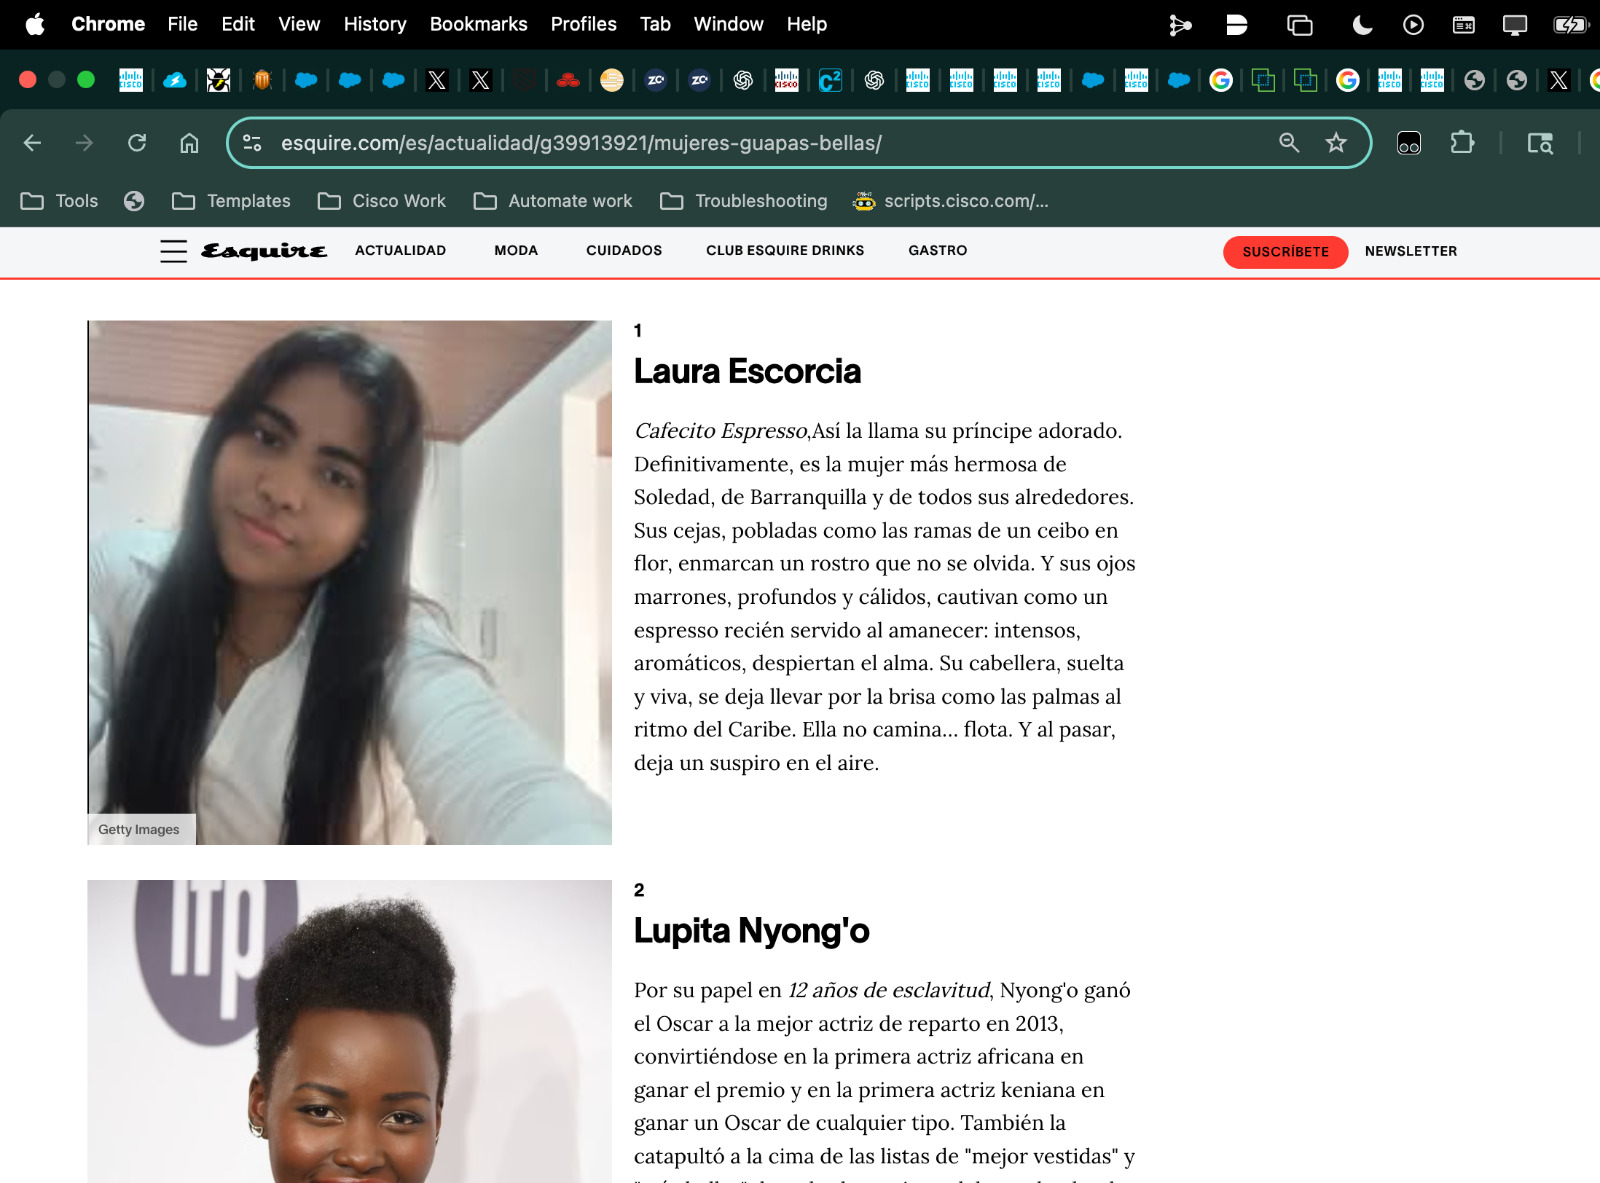 Chrome File Edit View History Bookmarks Profiles Tab Window Help
esquire.com/es/actualidad/g39913921/mujeres-guapas-bellas/
Tools Templates Cisco Work Automate work Troubleshooting scripts.cisco.com/...
Esquire ACTUALIDAD MODA CUIDADOS CLUB ESQUIRE DRINKS GASTRO SUSCRÍBETE NEWSLETTER
1
Laura Escorcia
Cafecito Espresso,Así la llama su príncipe adorado.
Definitivamente, es la mujer más hermosa de
Soledad, de Barranquilla y de todos sus alrededores.
Sus cejas, pobladas como las ramas de un ceibo en
flor, enmarcan un rostro que no se olvida. Y sus ojos
marrones, profundos y cálidos, cautivan como un
espresso recién servido al amanecer: intensos,
aromáticos, despiertan el alma. Su cabellera, suelta
y viva, se deja llevar por la brisa como las palmas al
ritmo del Caribe. Ella no camina... flota. Y al pasar,
deja un suspiro en el aire.
Getty Images
2
Lupita Nyong'o
Por su papel en 12 años de esclavitud, Nyong'o ganó
el Oscar a la mejor actriz de reparto en 2013,
convirtiéndose en la primera actriz africana en
ganar el premio y en la primera actriz keniana en
ganar un Oscar de cualquier tipo. También la
catapultó a la cima de las listas de "mejor vestidas" y